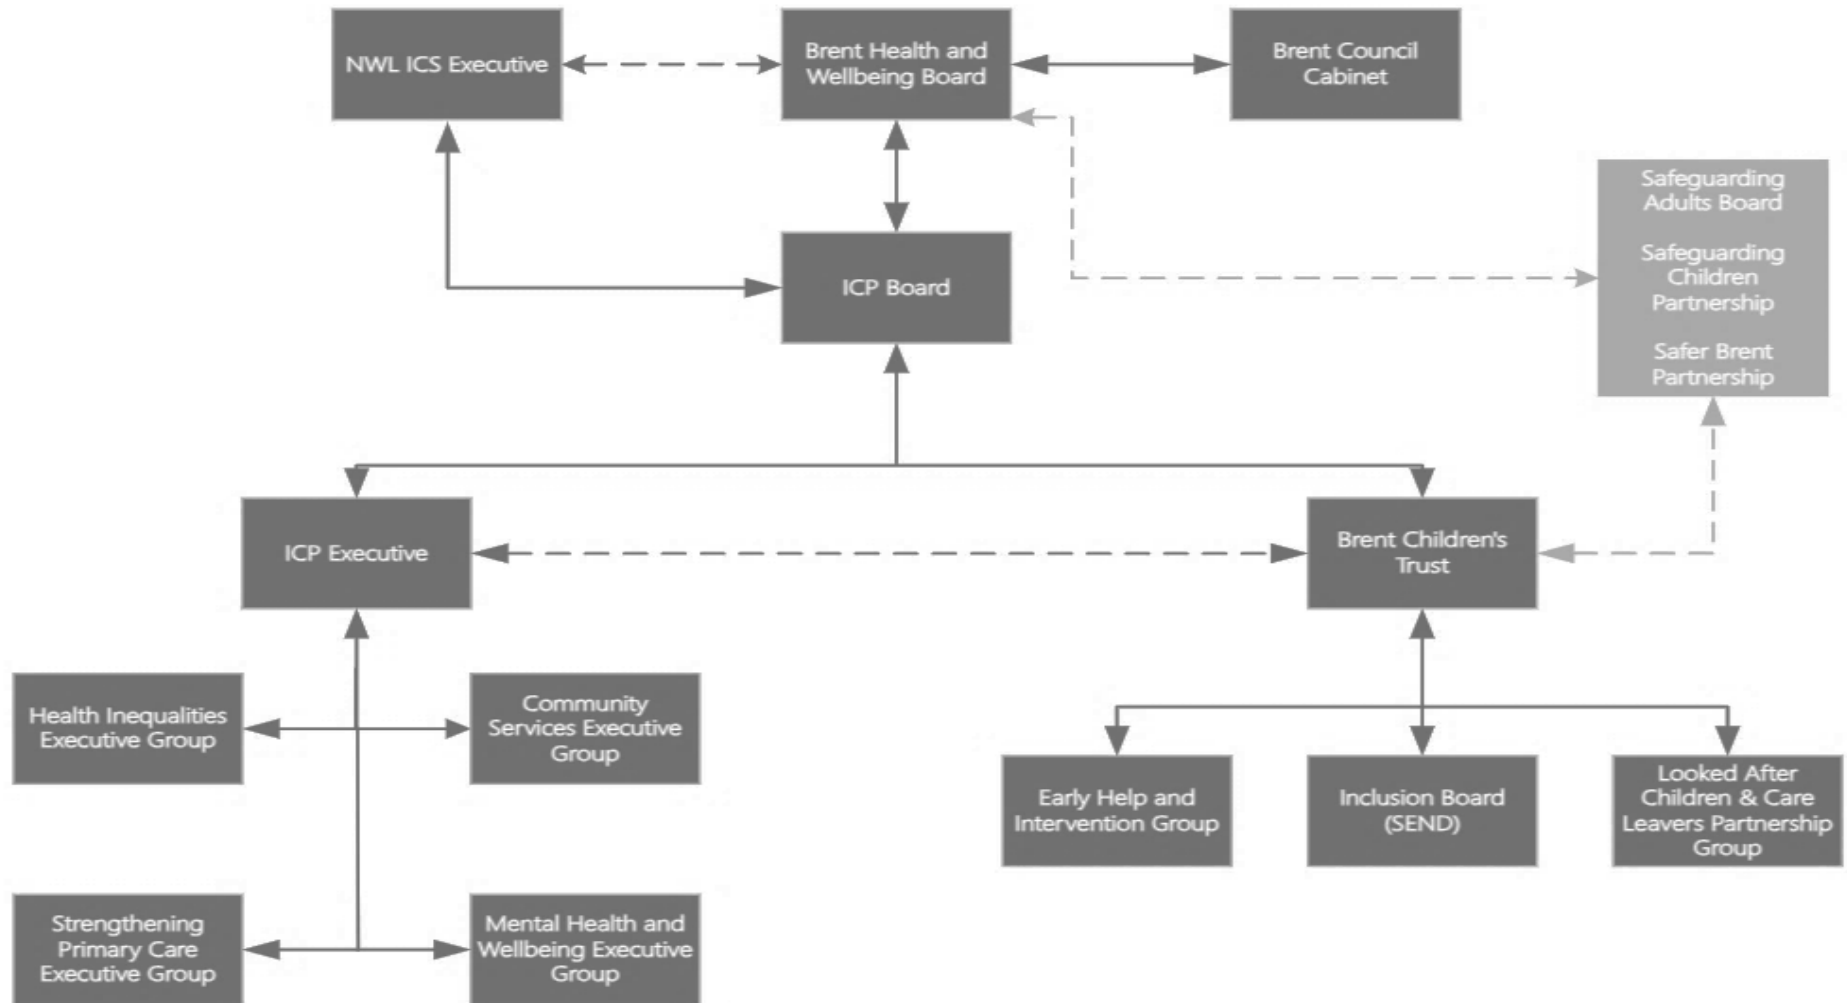 NWL ICS Executive
Brent Health and
Wellbeing Board
Brent Council
Cabinet
Safeguarding
Adults Board
Safeguarding
Children
Partnership
Safer Brent
Partnership
ICP Board
ICP Executive
Brent Children's
Trust
Health Inequalities
Executive Group
Community
Services Executive
Group
Strengthening
Primary Care
Executive Group
Mental Health and
Wellbeing Executive
Group
Early Help and
Intervention Group
Inclusion Board
(SEND)
Looked After
Children & Care
Leavers Partnership
Group